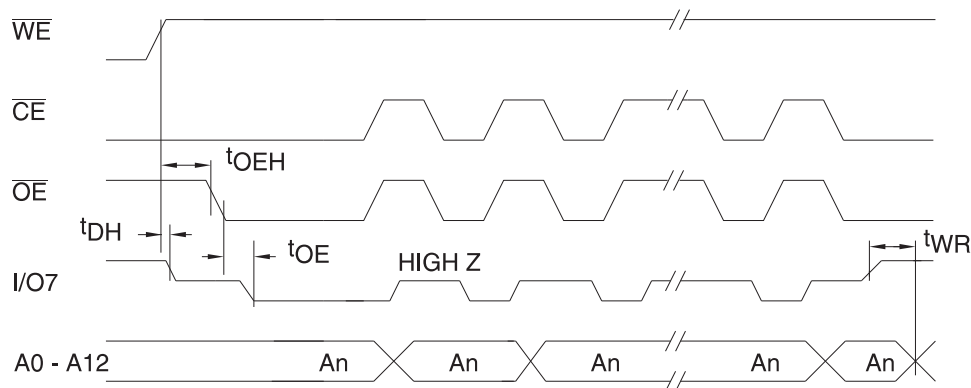 WE
CE
tOEH
OE
tDH
tOE
tWR
HIGH Z
I/O7
A0 - A12 An An An An An